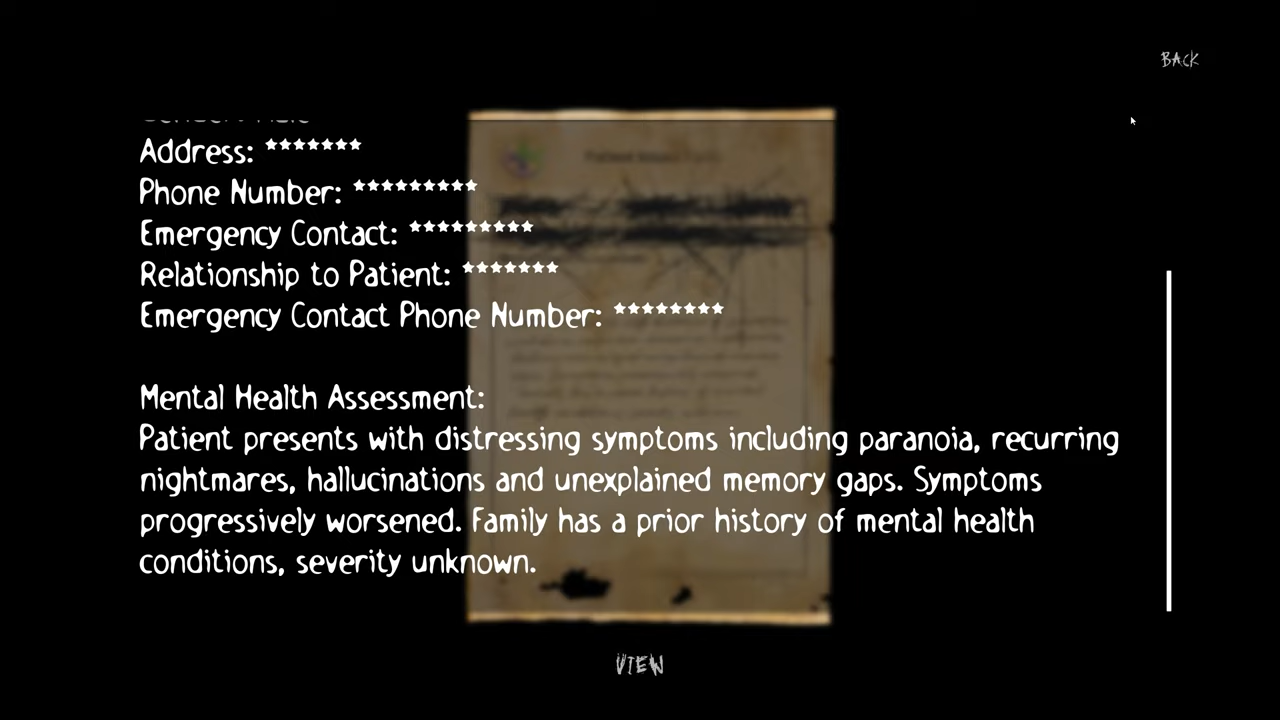 BACK
Address: *******
Phone Number: *********
Emergency Contact: *********
Relationship to Patient: *******
Emergency Contact Phone Number: ********
Mental Health Assessment:
Patient presents with distressing symptoms including paranoia, recurring
nightmares, hallucinations and unexplained memory gaps. Symptoms
progressively worsened. Family has a prior history of mental health
conditions, severity unknown.
VIEW